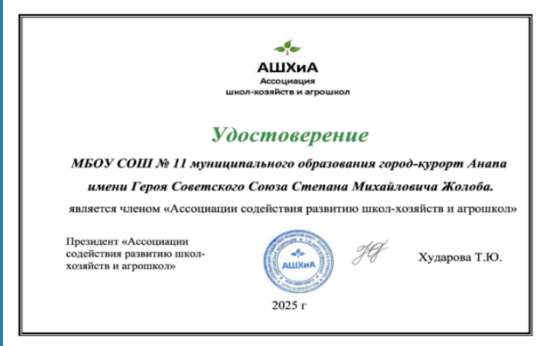 АШХиА
Ассоциация
школ-хозяйств и агрошкол
Удостоверение
МБОУ СОШ № 11 муниципального образования город-курорт Анапа
имени Героя Советского Союза Степана Михайловича Жолоба.
является членом «Ассоциации содействия развитию школ-хозяйств и агрошкол»
Президент «Ассоциации
содействия развитию школ-
хозяйств и агрошкол»
АШХиА
Хударова Т.Ю.
2025 г